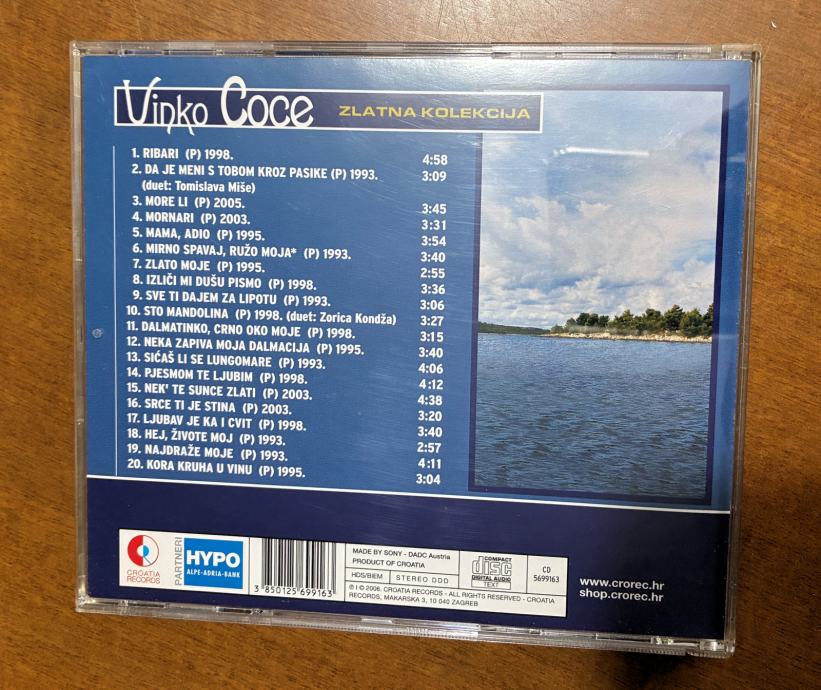 Vinko Coce ZLATNA KOLEKCIJA
1. RIBARI (P) 1998. 4:58
2. DA JE MENI S TOBOM KROZ PASIKE (P) 1993. 3:09
(duet: Tomislava Miše)
3. MORE LI (P) 2005. 3:45
4. MORNARI (P) 2003. 3:31
5. MAMA, ADIO (P) 1995. 3:54
6. MIRNO SPAVAJ, RUŽO MOJA* (P) 1993. 3:40
7. ZLATO MOJE (P) 1995. 2:55
8. IZLIČI MI DUŠU PISMO (P) 1998. 3:36
9. SVE TI DAJEM ZA LIPOTU (P) 1993. 3:06
10. STO MANDOLINA (P) 1998. (duet: Zorica Kondža) 3:27
11. DALMATINKO, CRNO OKO MOJE (P) 1998. 3:15
12. NEKA ZAPIVA MOJA DALMACIJA (P) 1995. 3:40
13. SIĆAŠ LI SE LUNGOMARE (P) 1993. 4:06
14. PJESMOM TE LJUBIM (P) 1998. 4:12
15. NEK' TE SUNCE ZLATI (P) 2003. 4:38
16. SRCE TI JE STINA (P) 2003. 3:20
17. LJUBAV JE KA I CVIT (P) 1998. 3:40
18. HEJ, ŽIVOTE MOJ (P) 1993. 2:57
19. NAJDRAŽE MOJE (P) 1993. 4:11
20. KORA KRUHA U VINU (P) 1995. 3:04
CROATIA
RECORDS
PARTNERI
HYPO
ALPE-ADRIA-BANK
3 850125 699163
MADE BY SONY - DADC Austria
PRODUCT OF CROATIA
HDS/BIEM STEREO DDD
COMPACT
disc
DIGITAL AUDIO
TEXT
CD
5699163
℗ I © 2006. CROATIA RECORDS - ALL RIGHTS RESERVED - CROATIA
RECORDS, MAKARSKA 3, 10 040 ZAGREB
www.crorec.hr
shop.crorec.hr